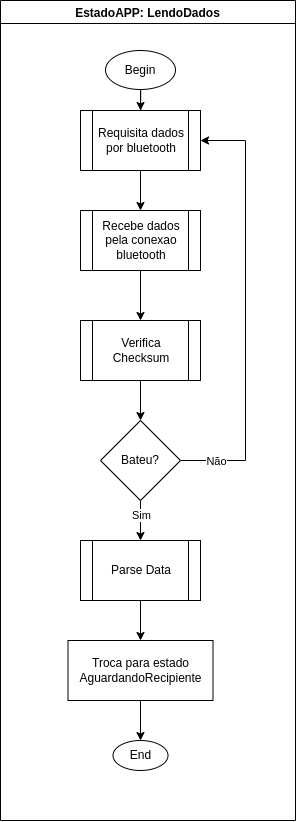 EstadoAPP: LendoDados
Begin
Requisita dados
por bluetooth
Recebe dados
pela conexao
bluetooth
Verifica
Checksum
Bateu?
Não
Sim
Parse Data
Troca para estado
AguardandoRecipiente
End